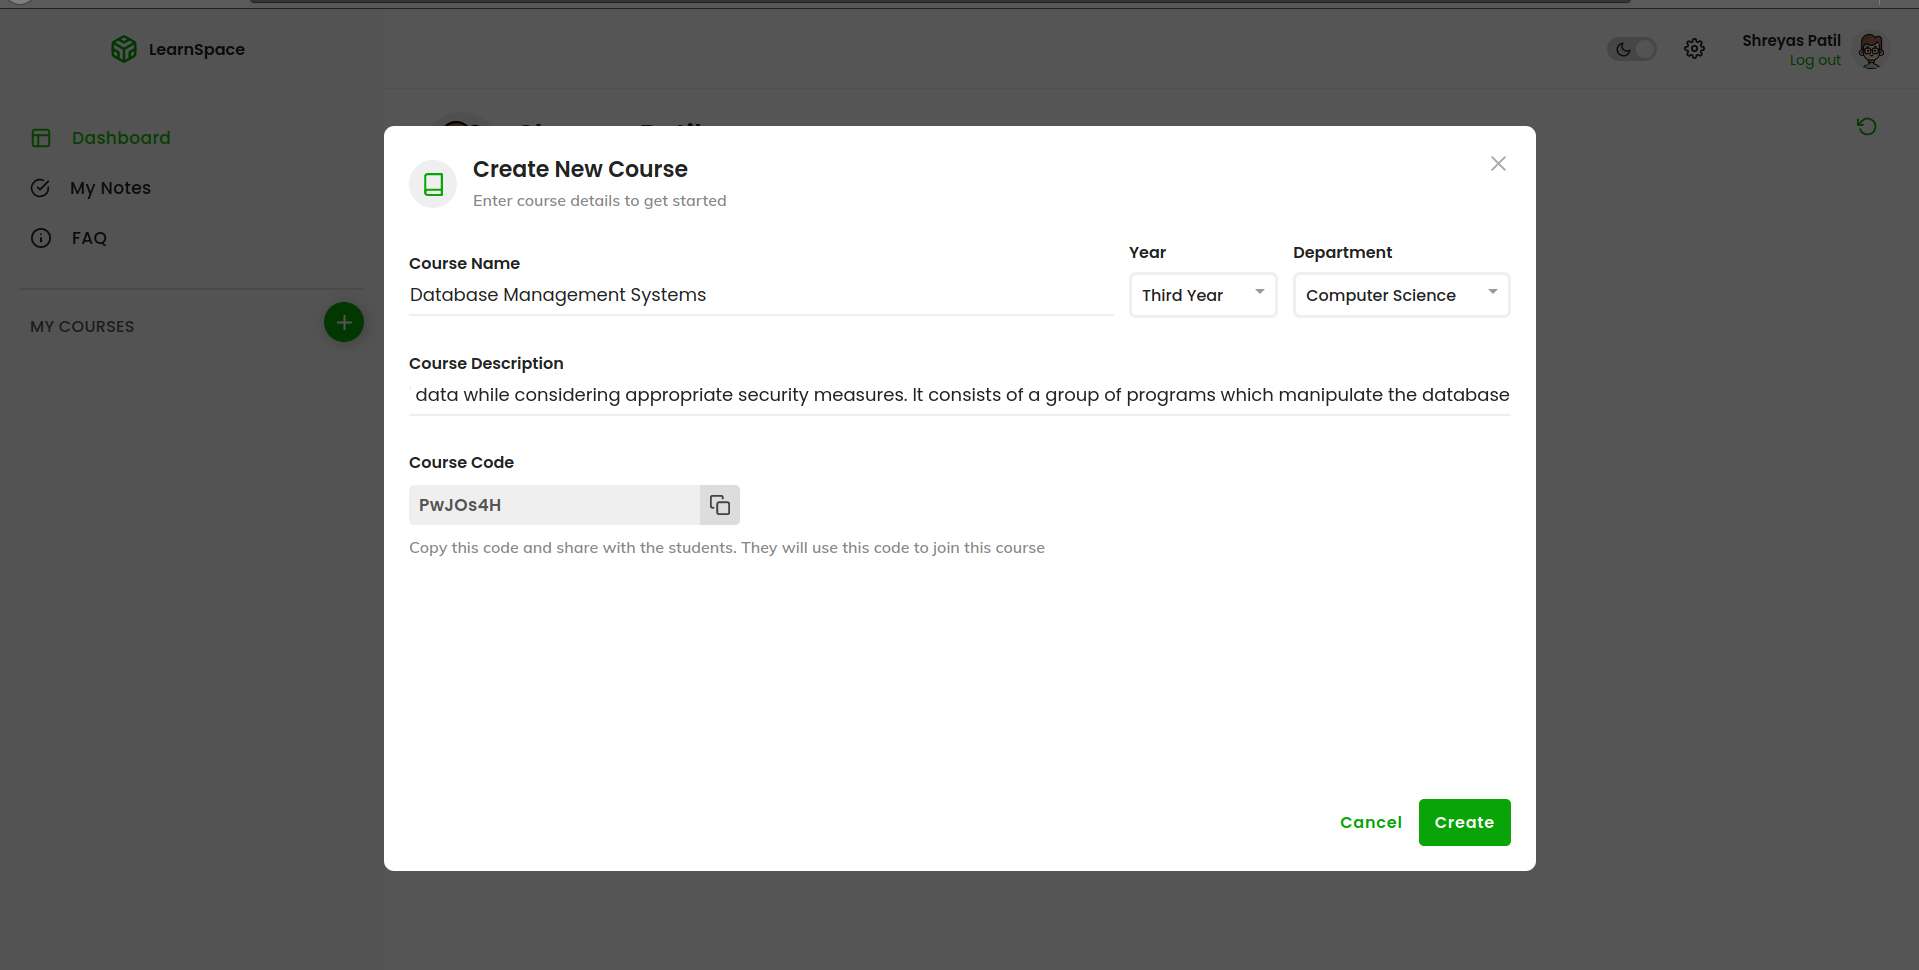 LearnSpace
Shreyas Patil
Log out
Dashboard
My Notes
FAQ
MY COURSES
Create New Course
Enter course details to get started
Course Name
Database Management Systems
Year
Third Year
Department
Computer Science
Course Description
data while considering appropriate security measures. It consists of a group of programs which manipulate the database
Course Code
PwJOs4H
Copy this code and share with the students. They will use this code to join this course
Cancel
Create